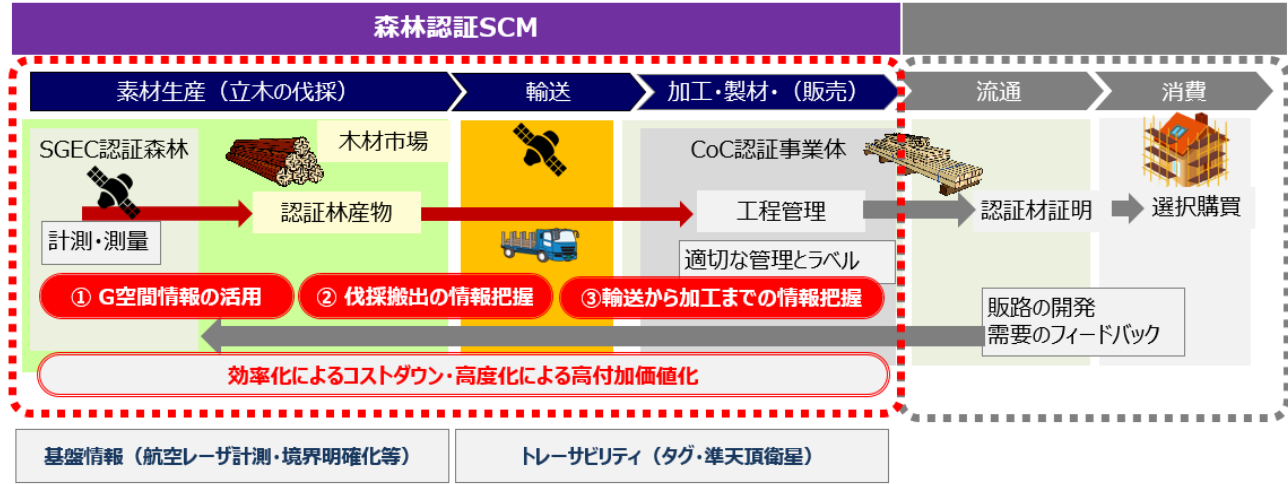 森林認証SCM
素材生産（立木の伐採）
輸送
加工・製材・（販売）
流通
消費
SGEC認証森林
木材市場
CoC認証事業体
認証林産物
工程管理
認証材証明
選択購買
計測・測量
適切な管理とラベル
① G空間情報の活用
② 伐採搬出の情報把握
③輸送から加工までの情報把握
販路の開発
需要のフィードバック
効率化によるコストダウン・高度化による高付加価値化
基盤情報（航空レーザ計測・境界明確化等）
トレーサビリティ（タグ・準天頂衛星）